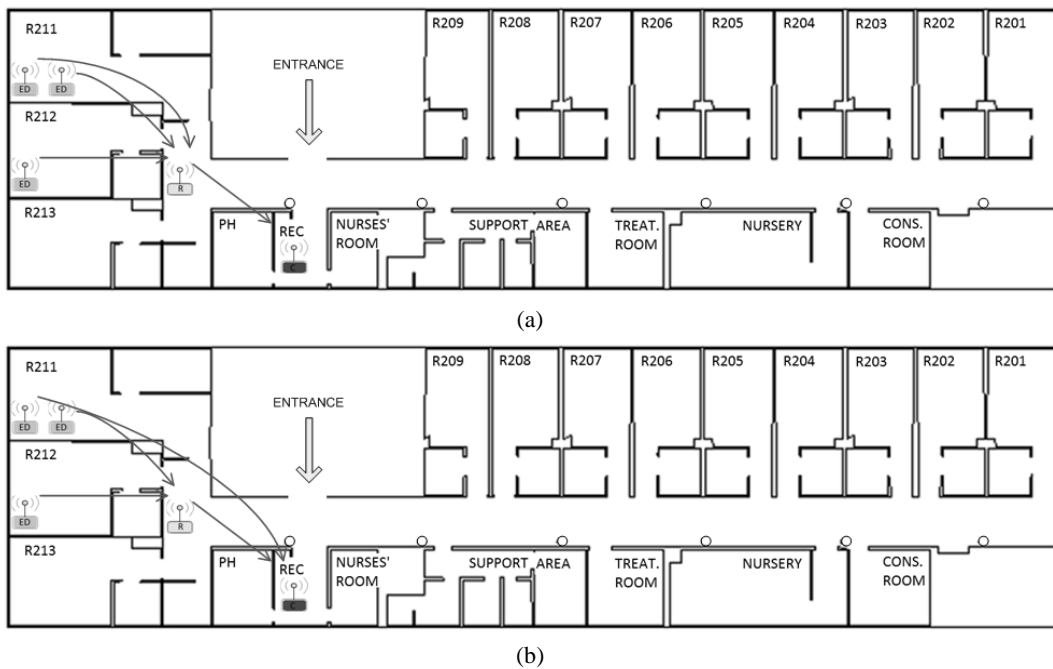 R211
R209 R208 R207 R206 R205 R204 R203 R202 R201
ENTRANCE
ED ED
R212
ED
R
R213
PH REC NURSES' ROOM SUPPORT AREA TREAT. ROOM NURSERY CONS. ROOM
C
(a)
R211
R209 R208 R207 R206 R205 R204 R203 R202 R201
ENTRANCE
ED ED
R212
ED
R
R213
PH REC NURSES' ROOM SUPPORT AREA TREAT. ROOM NURSERY CONS. ROOM
C
(b)